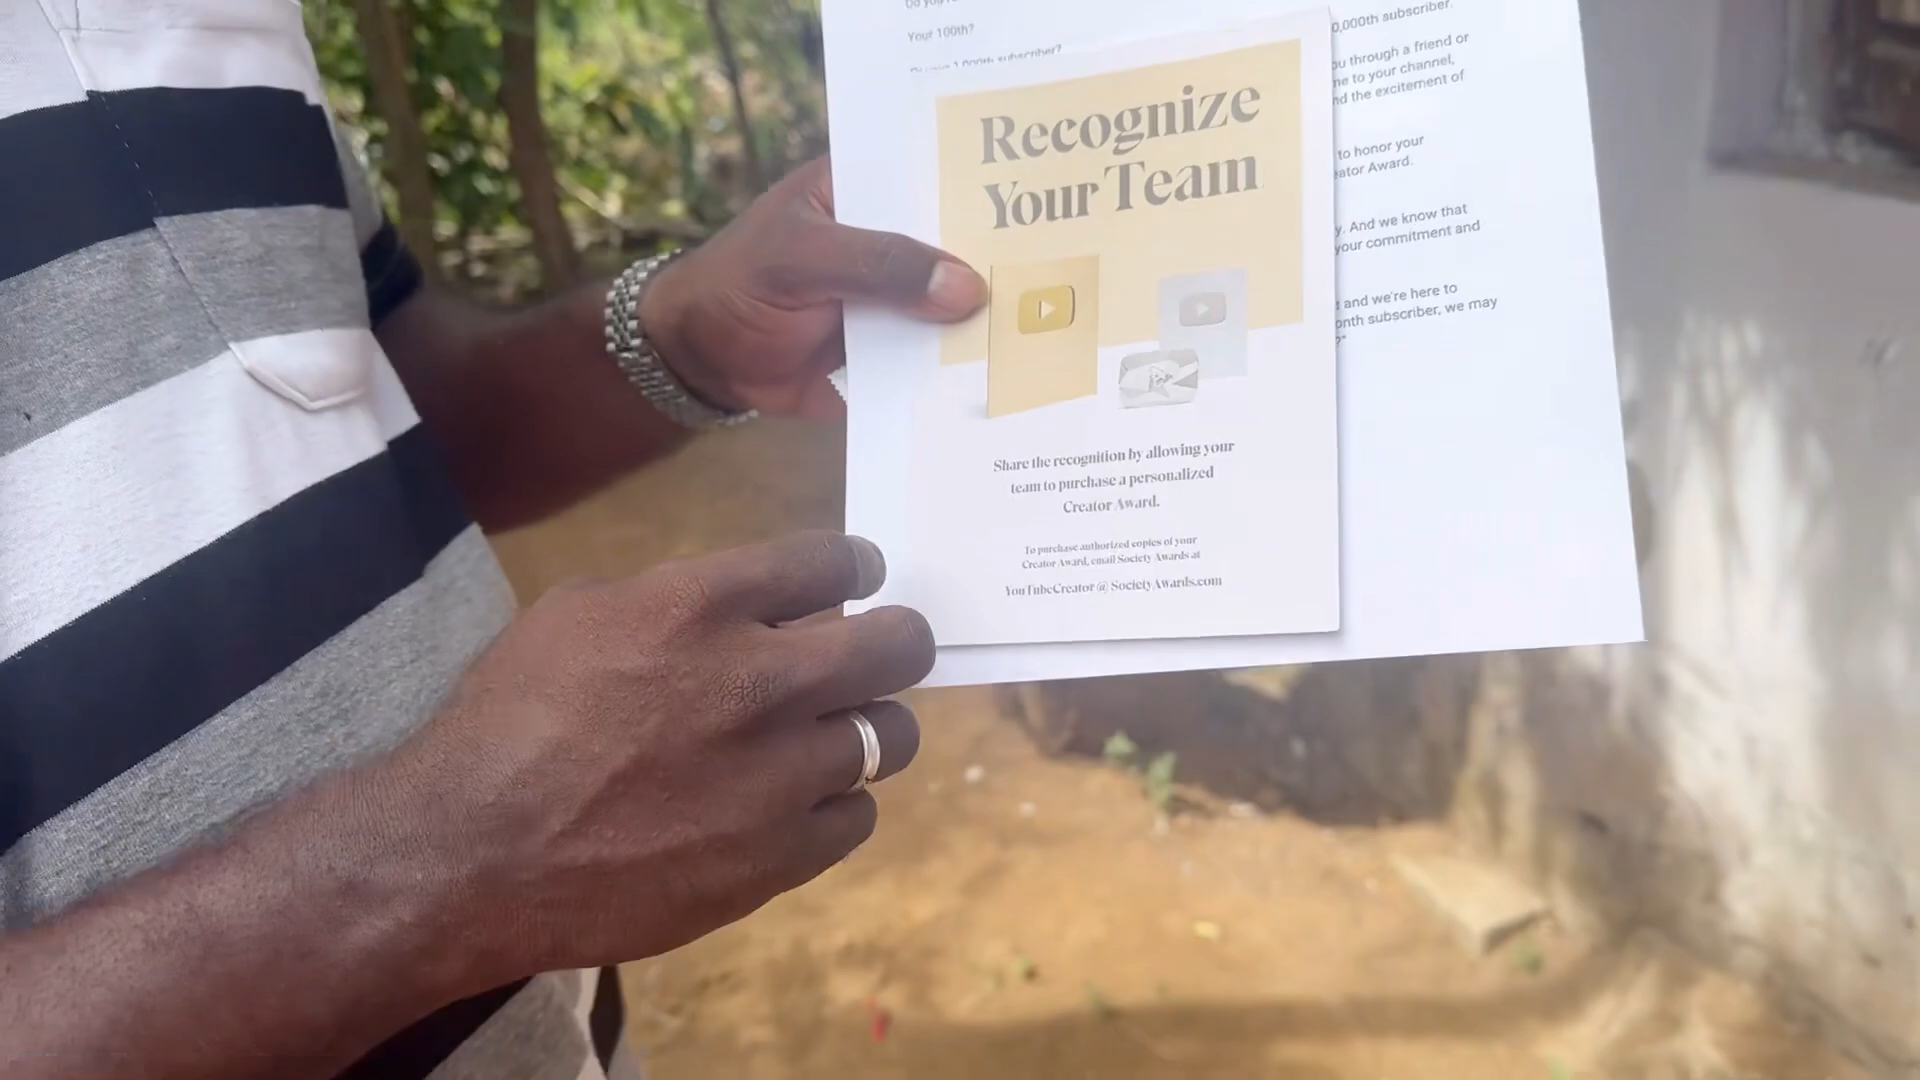 Your 100th?
0,000th subscriber.
through a friend or
to your channel,
the excitement of
to honor your
ator Award.
y. And we know that
your commitment and
and we're here to
onth subscriber, we may
?"
Recognize
Your Team
Share the recognition by allowing your
team to purchase a personalized
Creator Award.
To purchase authorized copies of your
Creator Award, email Society Awards at
YouTubeCreator @ SocietyAwards.com